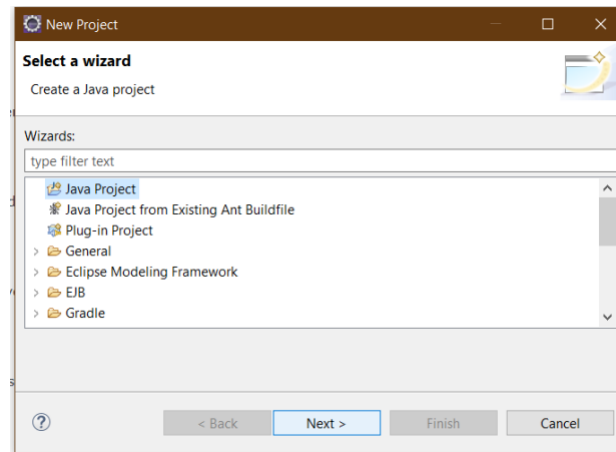 New Project
Select a wizard
Create a Java project
Wizards:
type filter text
Java Project
Java Project from Existing Ant Buildfile
Plug-in Project
General
Eclipse Modeling Framework
EJB
Gradle
? < Back Next > Finish Cancel